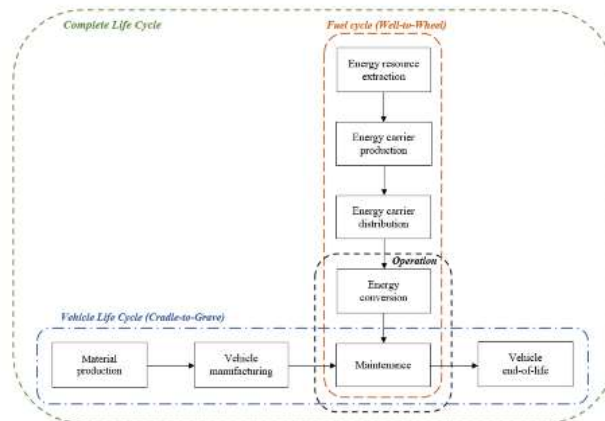 Complete Life Cycle
Fuel cycle (Well-to-Wheel)
Energy resource
extraction
Energy carrier
production
Energy carrier
distribution
Operation
Energy
conversion
Vehicle Life Cycle (Cradle-to-Grave)
Material
production
Vehicle
manufacturing
Maintenance
Vehicle
end-of-life